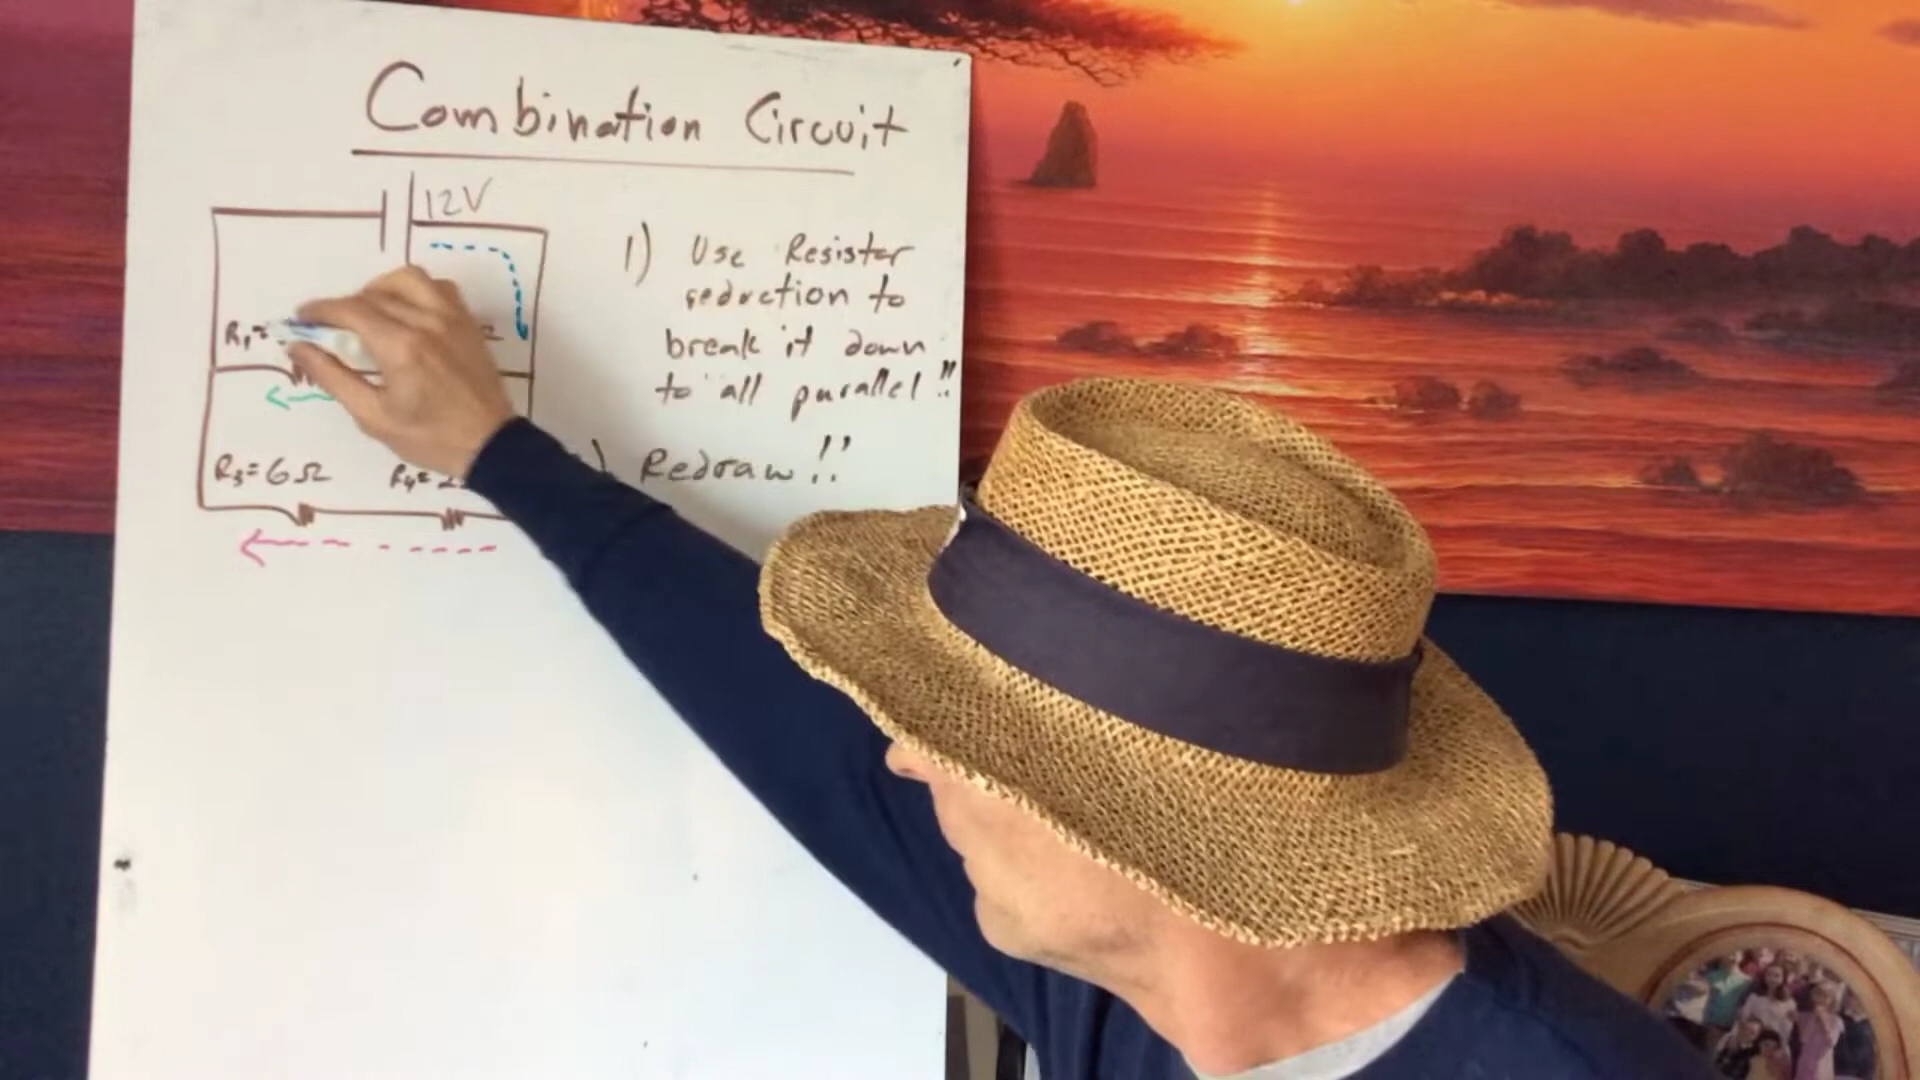 Combination Circuit
12V
R₁=
R₃=6Ω
1) Use Resister
reduction to
break it down
to all parallel!!
Redraw!!